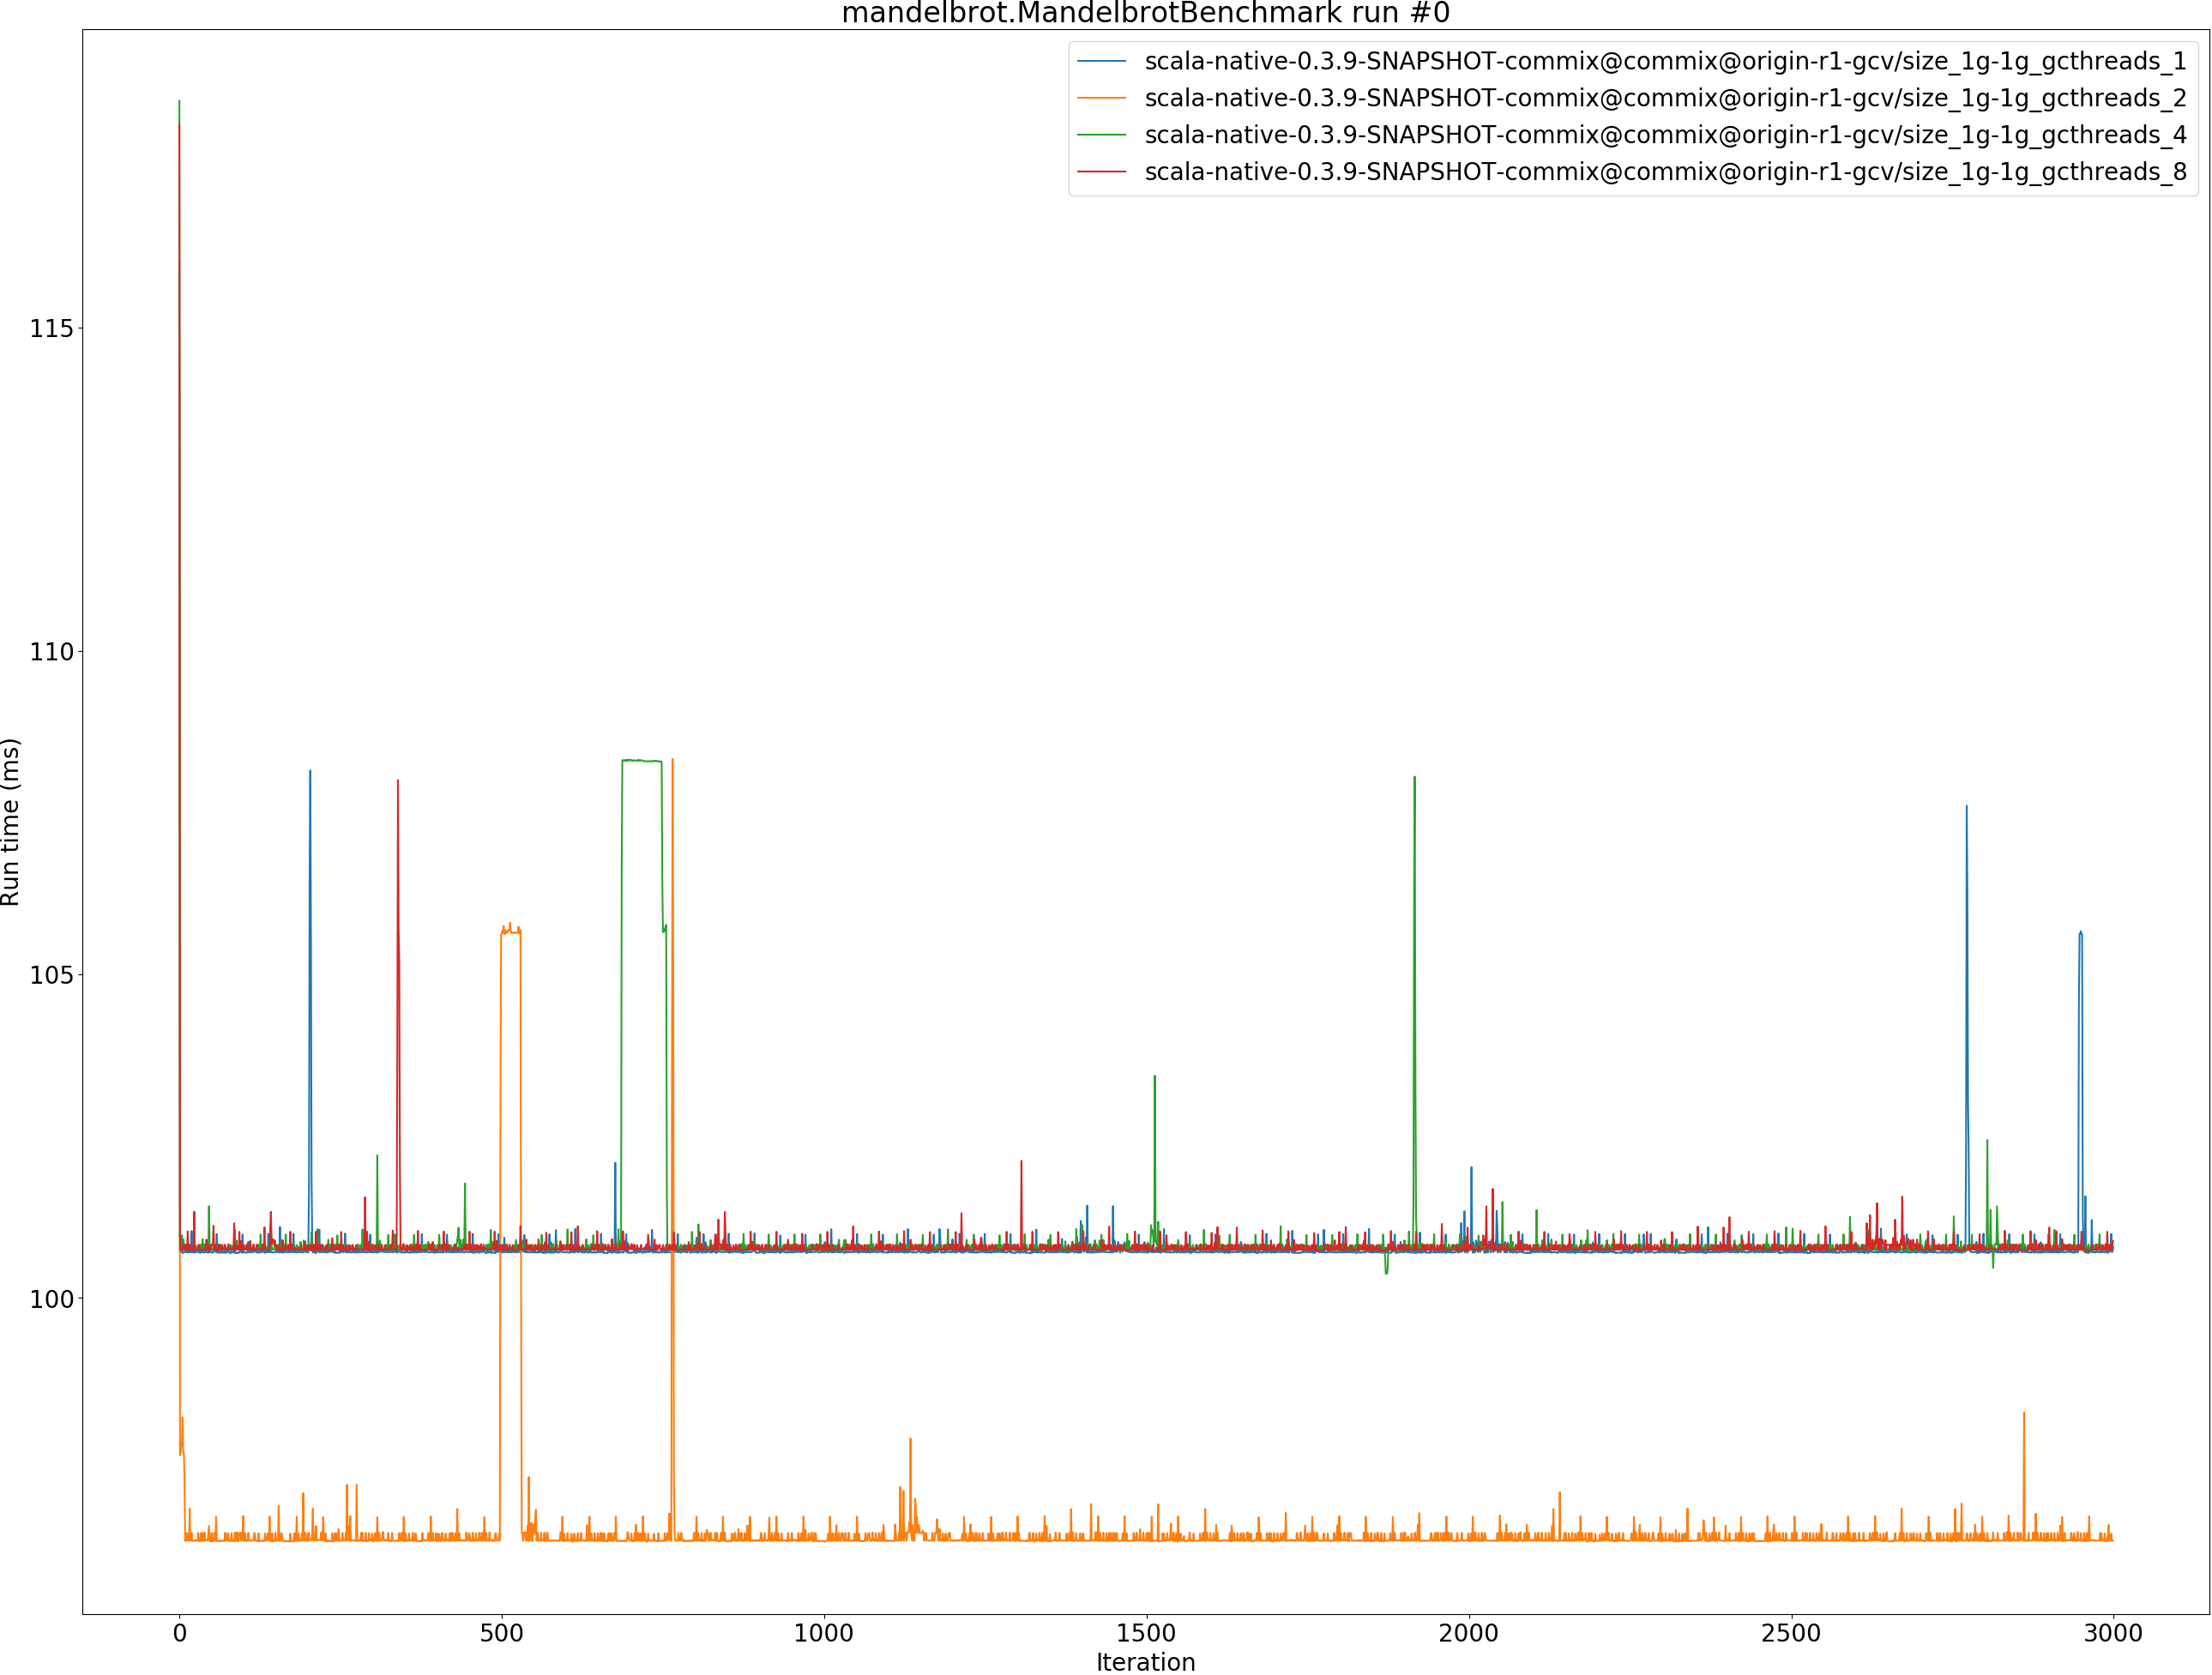 mandelbrot.MandelbrotBenchmark run #0
scala-native-0.3.9-SNAPSHOT-commix@commix@origin-r1-gcv/size_1g-1g_gcthreads_1
scala-native-0.3.9-SNAPSHOT-commix@commix@origin-r1-gcv/size_1g-1g_gcthreads_2
scala-native-0.3.9-SNAPSHOT-commix@commix@origin-r1-gcv/size_1g-1g_gcthreads_4
scala-native-0.3.9-SNAPSHOT-commix@commix@origin-r1-gcv/size_1g-1g_gcthreads_8
115
110
105
100
Run time (ms)
0 500 1000 1500 2000 2500 3000
Iteration